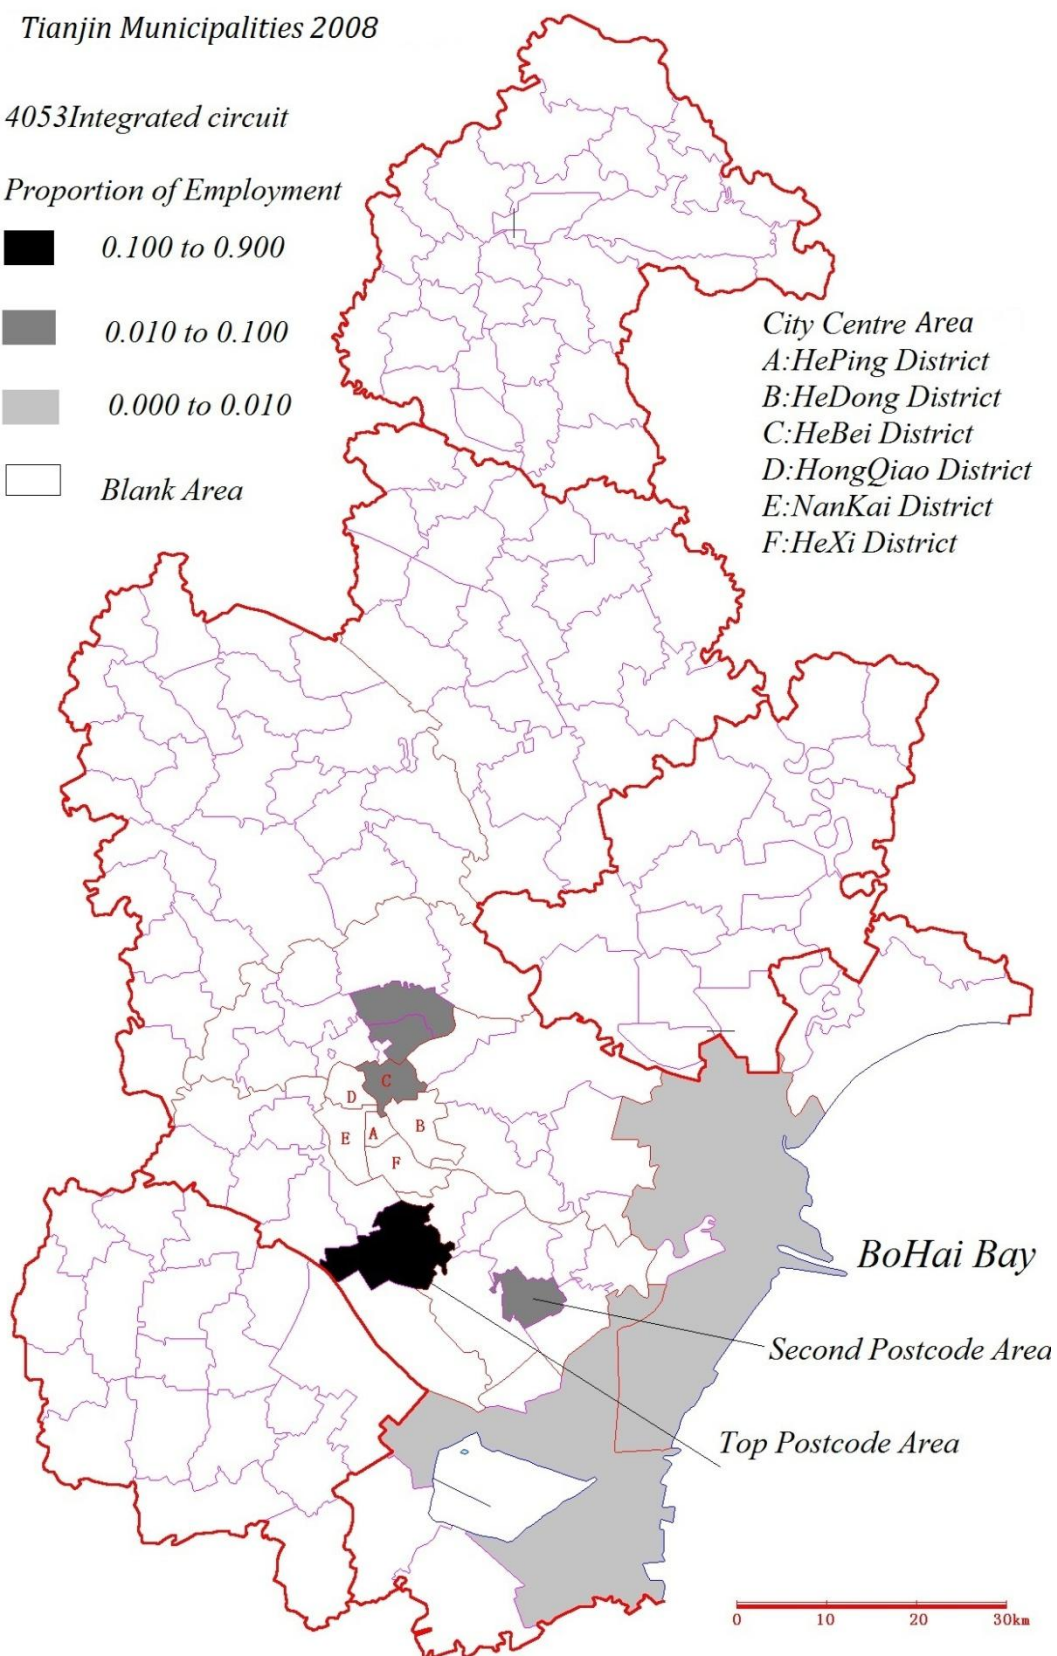 Tianjin Municipalities 2008
4053Integrated circuit
Proportion of Employment
0.100 to 0.900
0.010 to 0.100
0.000 to 0.010
Blank Area
City Centre Area
A:HePing District
B:HeDong District
C:HeBei District
D:HongQiao District
E:NanKai District
F:HeXi District
C
D
B
A
E
F
BoHai Bay
Second Postcode Area
Top Postcode Area
0 10 20 30km